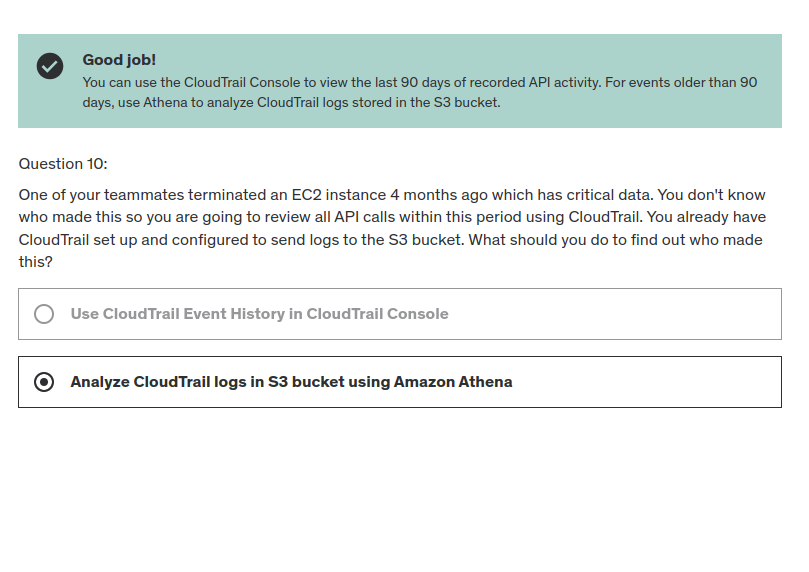 Good job!
You can use the CloudTrail Console to view the last 90 days of recorded API activity. For events older than 90
days, use Athena to analyze CloudTrail logs stored in the S3 bucket.
Question 10:
One of your teammates terminated an EC2 instance 4 months ago which has critical data. You don't know
who made this so you are going to review all API calls within this period using CloudTrail. You already have
CloudTrail set up and configured to send logs to the S3 bucket. What should you do to find out who made
this?
Use CloudTrail Event History in CloudTrail Console
Analyze CloudTrail logs in S3 bucket using Amazon Athena